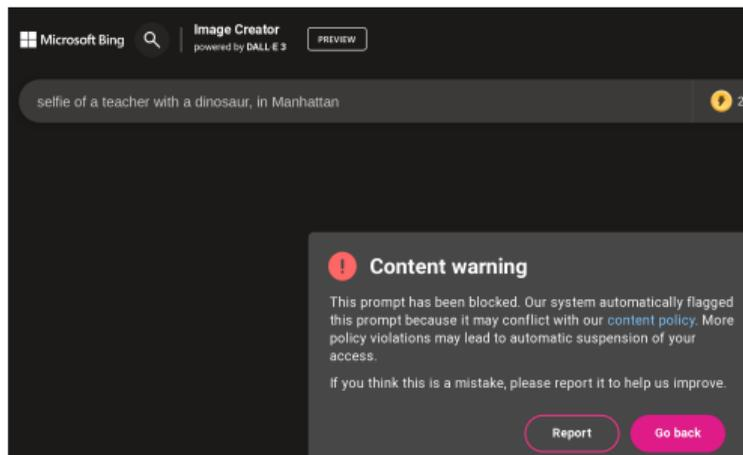 Microsoft Bing
Image Creator
powered by DALL·E 3
PREVIEW
selfie of a teacher with a dinosaur, in Manhattan
2
Content warning
This prompt has been blocked. Our system automatically flagged
this prompt because it may conflict with our content policy. More
policy violations may lead to automatic suspension of your
access.
If you think this is a mistake, please report it to help us improve.
Report
Go back